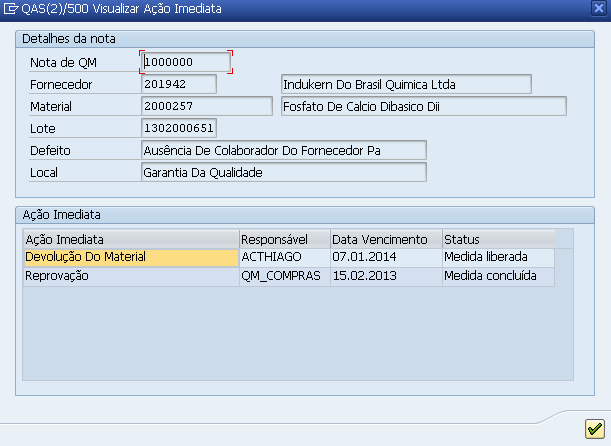 QAS(2)/500 Visualizar Ação Imediata
Detalhes da nota
Nota de QM 1000000
Fornecedor 201942 Indukern Do Brasil Quimica Ltda
Material 2000257 Fosfato De Calcio Dibasico Dii
Lote 1302000651
Defeito Ausência De Colaborador Do Fornecedor Pa
Local Garantia Da Qualidade
Ação Imediata
Ação Imediata Responsável Data Vencimento Status
Devolução Do Material ACTHIAGO 07.01.2014 Medida liberada
Reprovação QM_COMPRAS 15.02.2013 Medida concluída